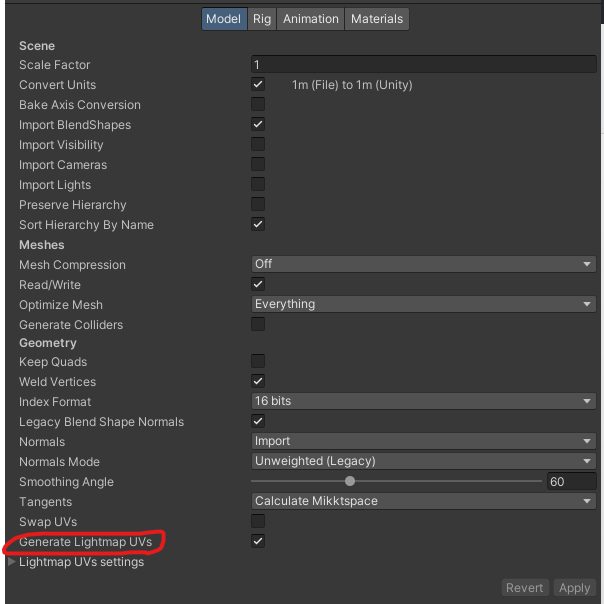 Model Rig Animation Materials
Scene
Scale Factor 1
Convert Units 1m (File) to 1m (Unity)
Bake Axis Conversion
Import BlendShapes
Import Visibility
Import Cameras
Import Lights
Preserve Hierarchy
Sort Hierarchy By Name
Meshes
Mesh Compression Off
Read/Write
Optimize Mesh Everything
Generate Colliders
Geometry
Keep Quads
Weld Vertices
Index Format 16 bits
Legacy Blend Shape Normals
Normals Import
Normals Mode Unweighted (Legacy)
Smoothing Angle 60
Tangents Calculate Mikktspace
Swap UVs
Generate Lightmap UVs
Lightmap UVs settings
Revert Apply